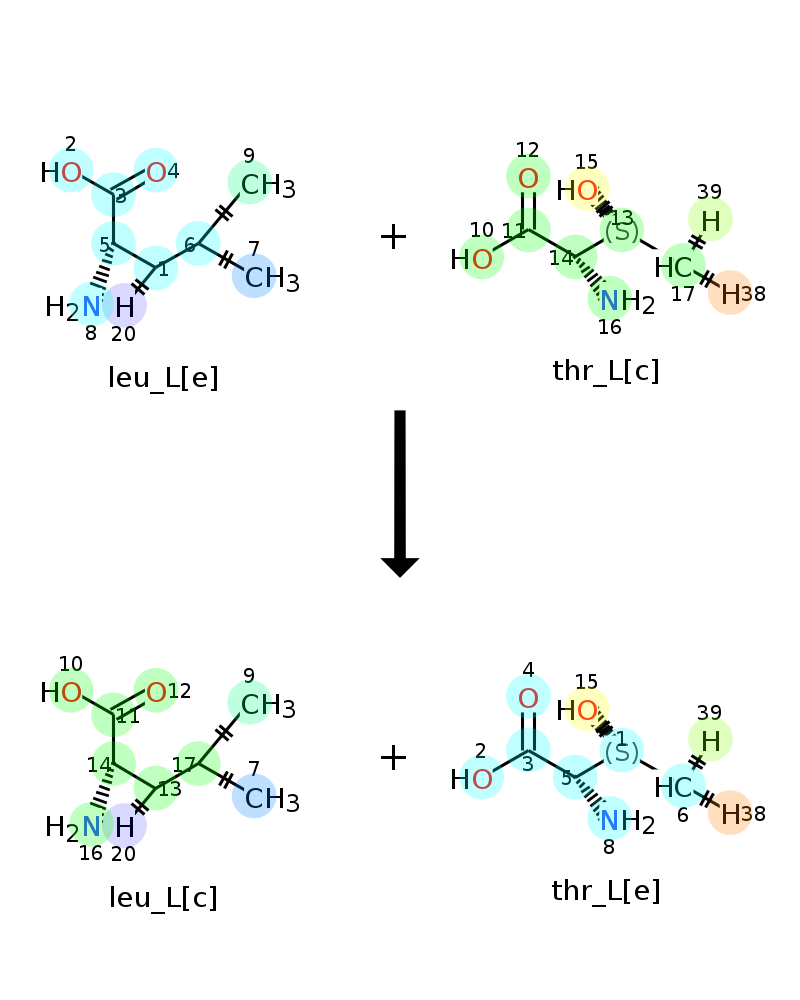 2 9 12 15 39
HO O4 CH3 O HO H
3 13
5 6 7 + 10 11 (S)
1 CH3 HO 14 HC H38
H2N H NH2 17
8 20 16
leu_L[e] thr_L[c]
10 9 4 15 39
HO O12 CH3 O HO H
11 1
14 17 7 + 2 3 (S)
13 CH3 HO 5 HC H38
H2N H NH2 6
16 20 8
leu_L[c] thr_L[e]